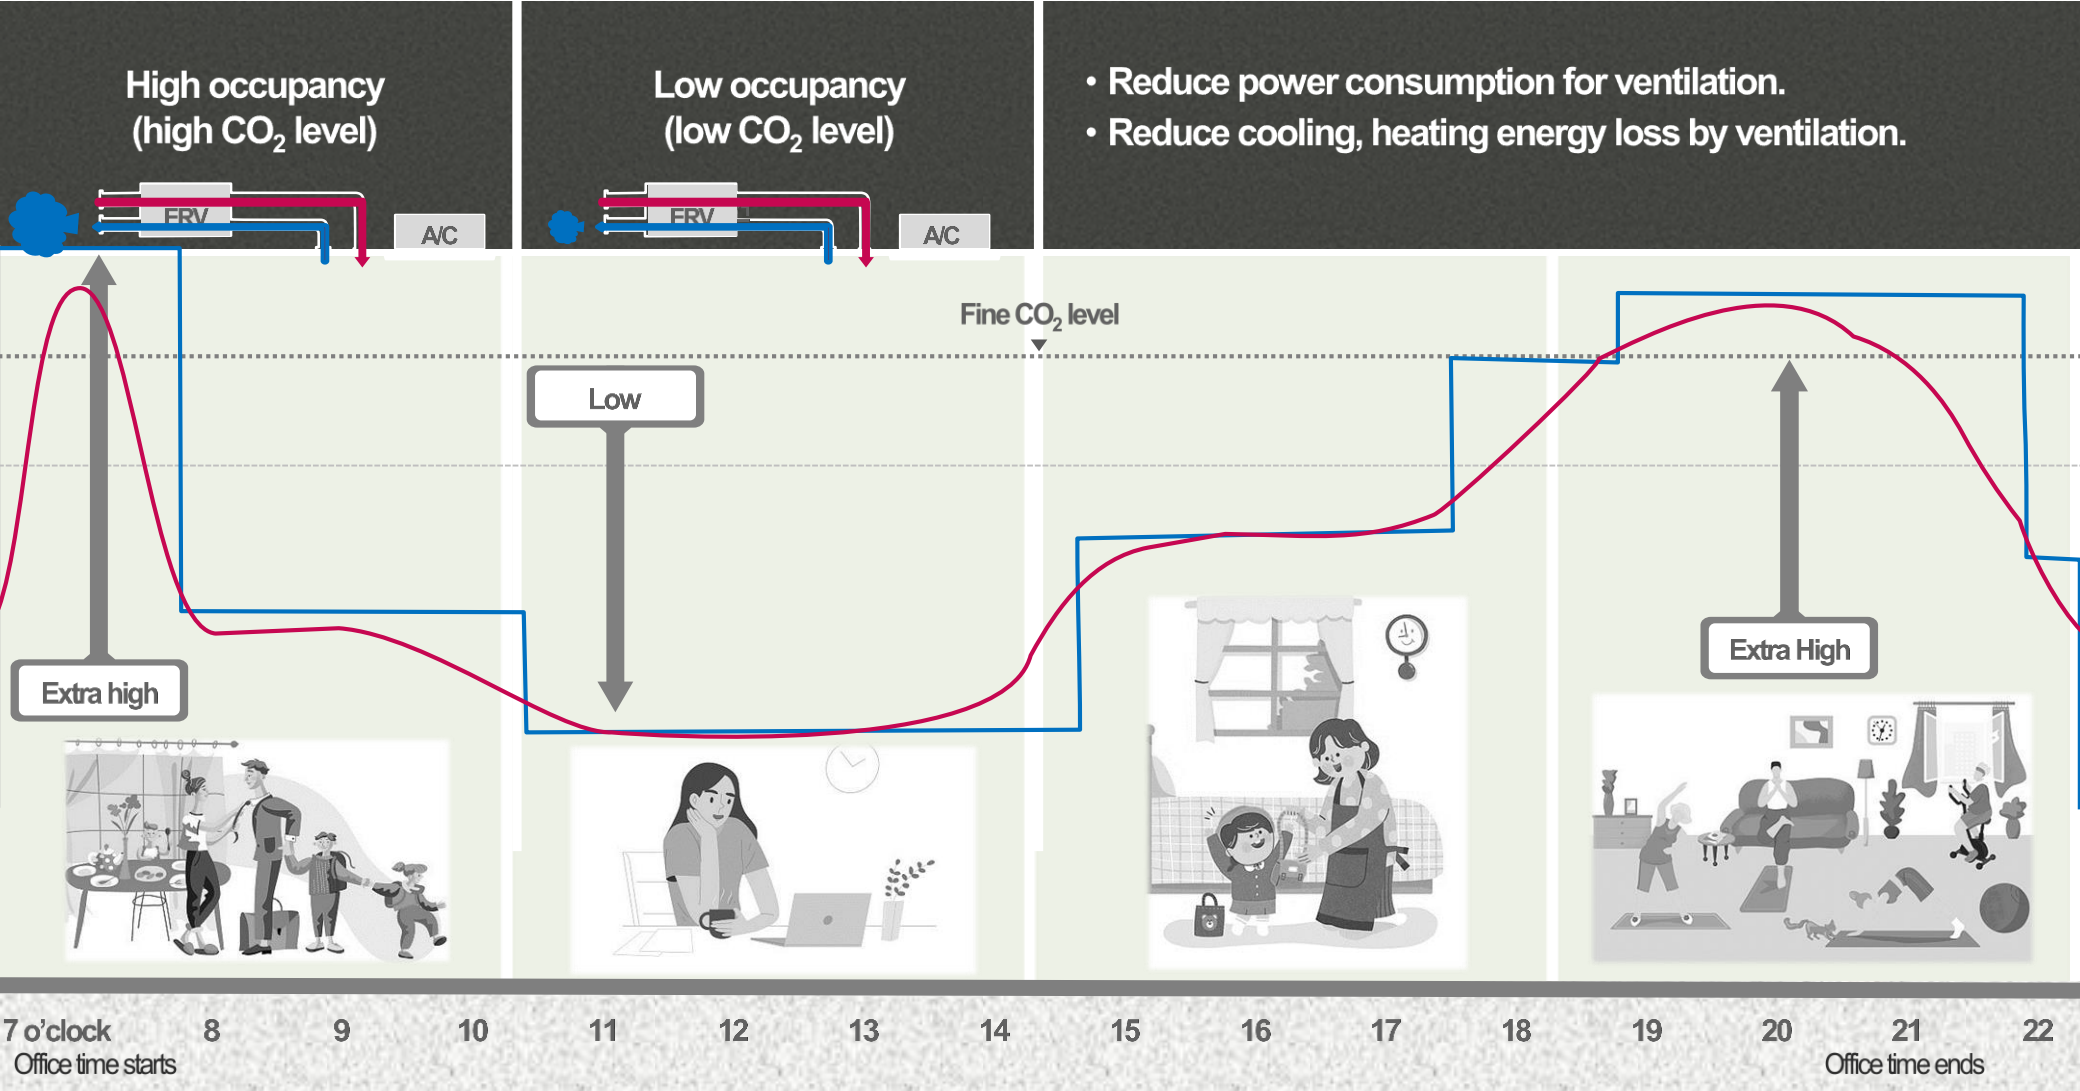 High occupancy
(high CO₂ level)
Low occupancy
(low CO₂ level)
• Reduce power consumption for ventilation.
• Reduce cooling, heating energy loss by ventilation.
ERV
A/C
ERV
A/C
Fine CO₂ level
Low
Extra high
Extra High
7 o’clock 8 9 10 11 12 13 14 15 16 17 18 19 20 21 22
Office time starts
Office time ends